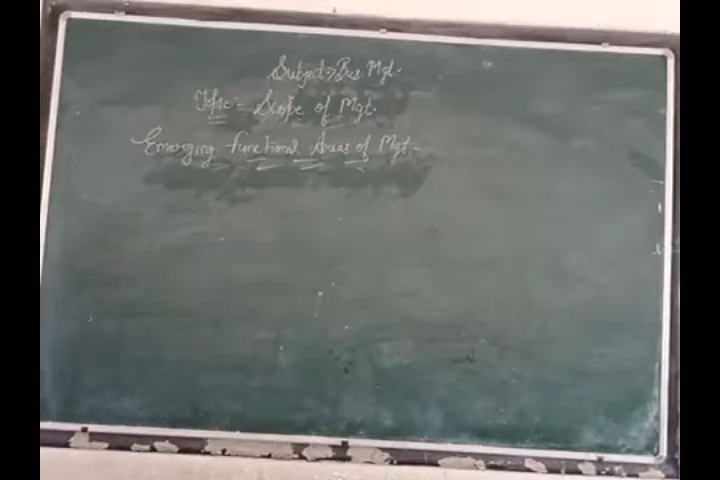 Subject → Bus. Mgt.
Topic :- Scope of Mgt.
Emerging functional Areas of Mgt -